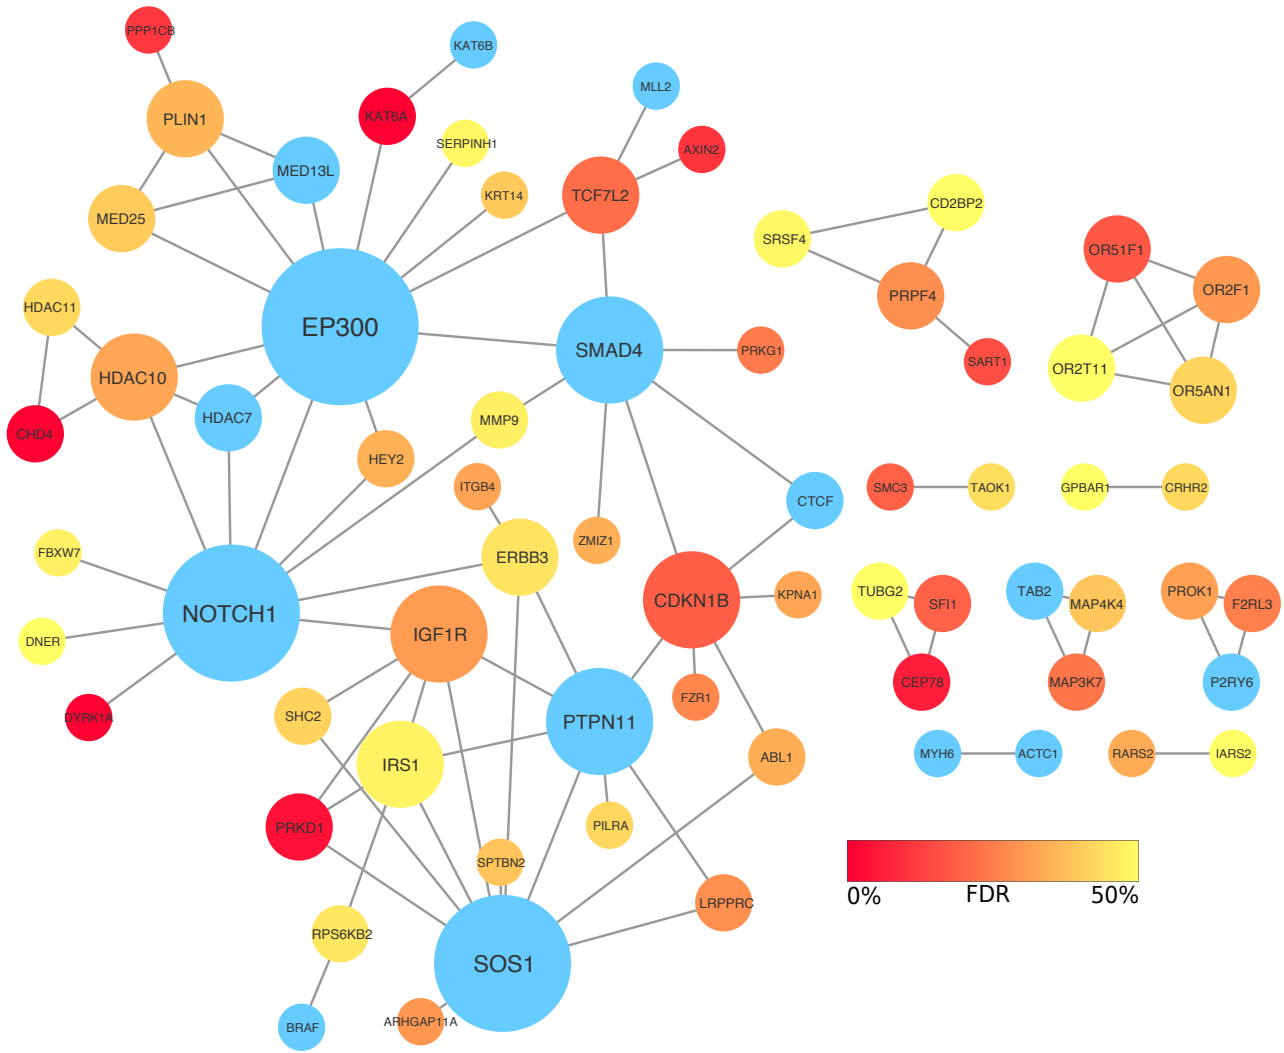 PPP1CB
KAT6B
MLL2
PLIN1
KAT6A
SERPINH1
AXIN2
MED13L
TCF7L2
KRT14
CD2BP2
MED25
SRSF4
OR51F1
PRPF4
OR2F1
HDAC11
EP300
SMAD4
PRKG1
SART1
OR2T11
HDAC10
OR5AN1
HDAC7
MMP9
CHD4
HEY2
ITGB4
SMC3
TAOK1
GPBAR1
CRHR2
CTCF
ZMIZ1
FBXW7
ERBB3
TUBG2
SFI1
TAB2
MAP4K4
PROK1
F2RL3
CDKN1B
KPNA1
NOTCH1
DNER
IGF1R
CEP78
MAP3K7
P2RY6
FZR1
DYRK1A
SHC2
PTPN11
MYH6
ACTC1
RARS2
IARS2
IRS1
ABL1
PRKD1
PILRA
SPTBN2
0% FDR 50%
LRPPRC
RPS6KB2
SOS1
BRAF
ARHGAP11A